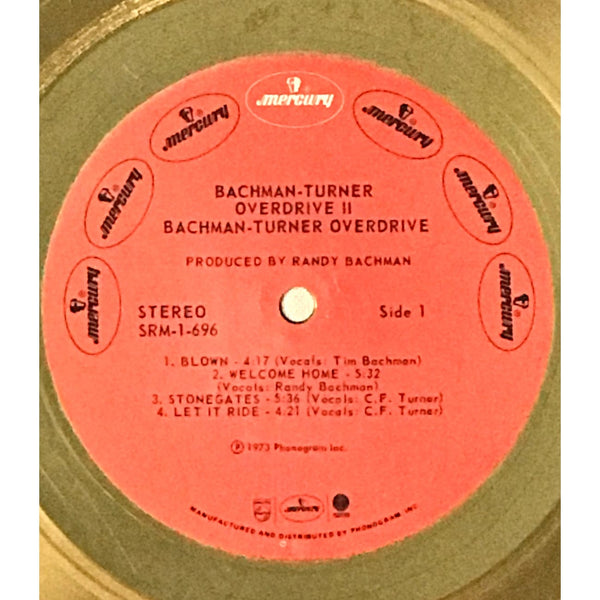 mercury
mercury
mercury
mercury
mercury
mercury
mercury
BACHMAN-TURNER
OVERDRIVE II
BACHMAN-TURNER OVERDRIVE
PRODUCED BY RANDY BACHMAN
STEREO
SRM-1-696
Side 1
1. BLOWN - 4:17 (Vocals: Tim Bachman)
2. WELCOME HOME - 5:32
(Vocals: Randy Bachman)
3. STONEGATES - 5:36 (Vocals: C.F. Turner)
4. LET IT RIDE - 4:21 (Vocals: C.F. Turner)
Ⓟ 1973 Phonogram Inc.
mercury
MANUFACTURED AND DISTRIBUTED BY PHONOGRAM, INC.